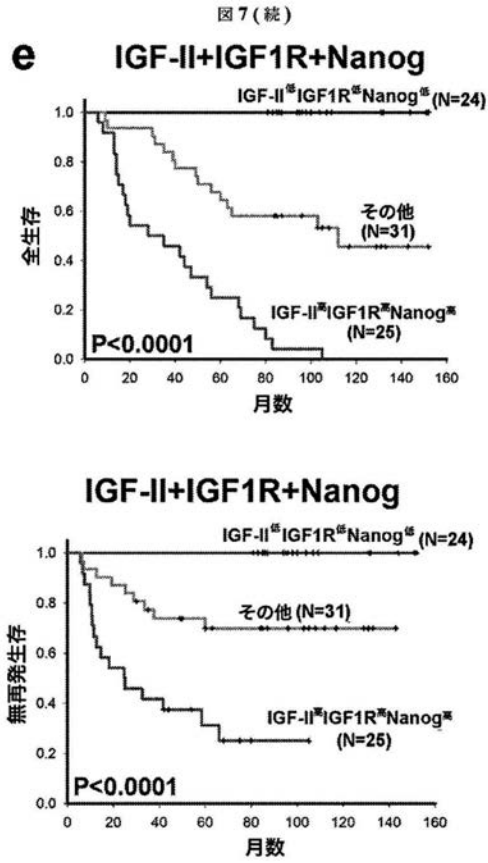 図 7 ( 続 )
e IGF-II+IGF1R+Nanog
IGF-II低IGF1R低Nanog低 (N=24)
1.0
0.8
0.6
0.4
0.2
0.0
全生存
その他
(N=31)
IGF-II高IGF1R高Nanog高
(N=25)
P<0.0001
0 20 40 60 80 100 120 140 160
月数
IGF-II+IGF1R+Nanog
IGF-II低IGF1R低Nanog低 (N=24)
1.0
0.8
0.6
0.4
0.2
0.0
無再発生存
その他 (N=31)
IGF-II高IGF1R高Nanog高
(N=25)
P<0.0001
0 20 40 60 80 100 120 140 160
月数